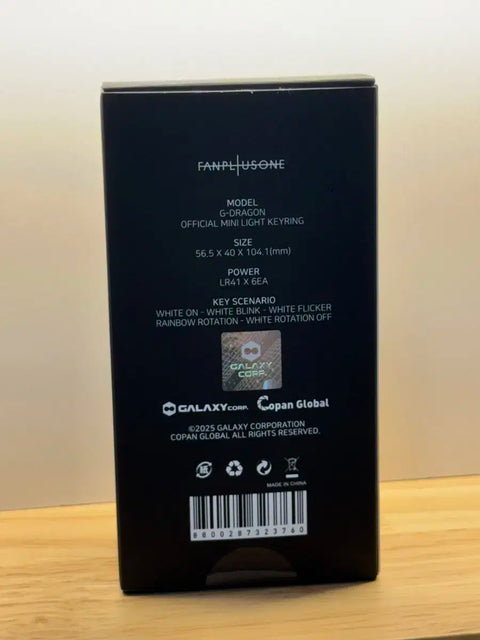 FANPLUSONE
MODEL
G-DRAGON
OFFICIAL MINI LIGHT KEYRING
SIZE
56.5 X 40 X 104.1(mm)
POWER
LR41 X 6EA
KEY SCENARIO
WHITE ON - WHITE BLINK - WHITE FLICKER
RAINBOW ROTATION - WHITE ROTATION OFF
GALAXY
CORP.
GALAXY CORP. Copan Global
©2025 GALAXY CORPORATION
COPAN GLOBAL ALL RIGHTS RESERVED.
MADE IN CHINA
8800287323760